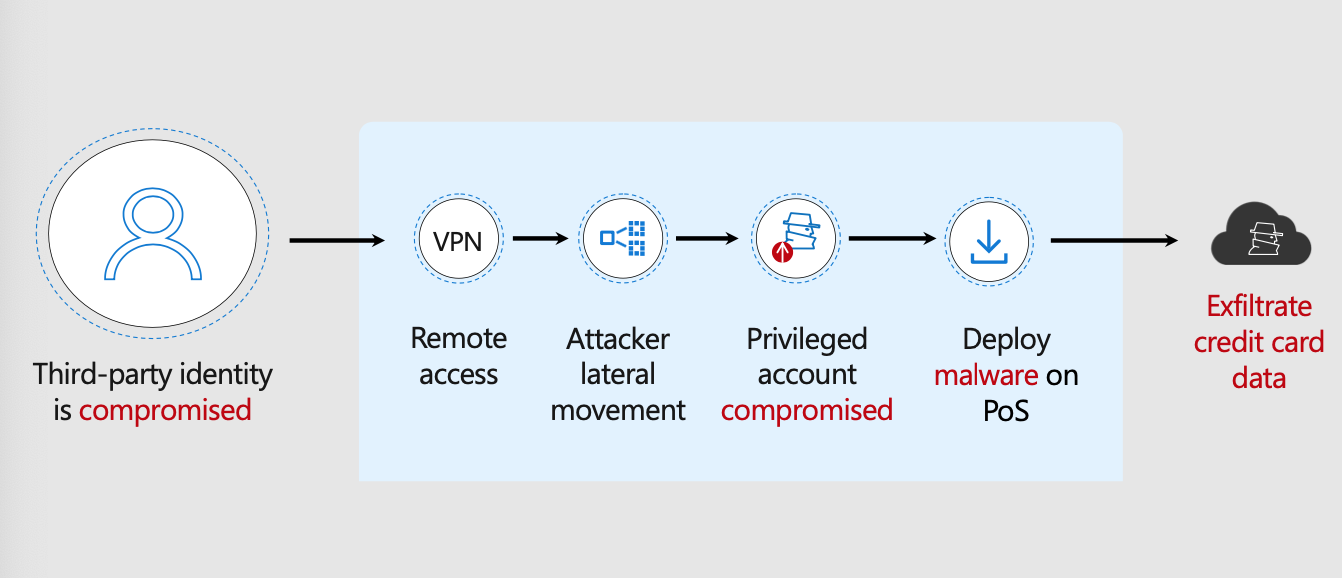 Third-party identity
is compromised
VPN
Remote
access
Attacker
lateral
movement
Privileged
account
compromised
Deploy
malware on
PoS
Exfiltrate
credit card
data